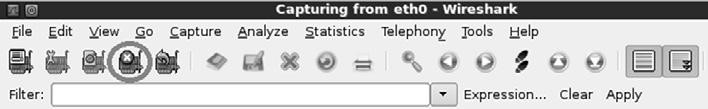 Capturing from eth0 - Wireshark
File Edit View Go Capture Analyze Statistics Telephony Tools Help
Filter: Expression... Clear Apply